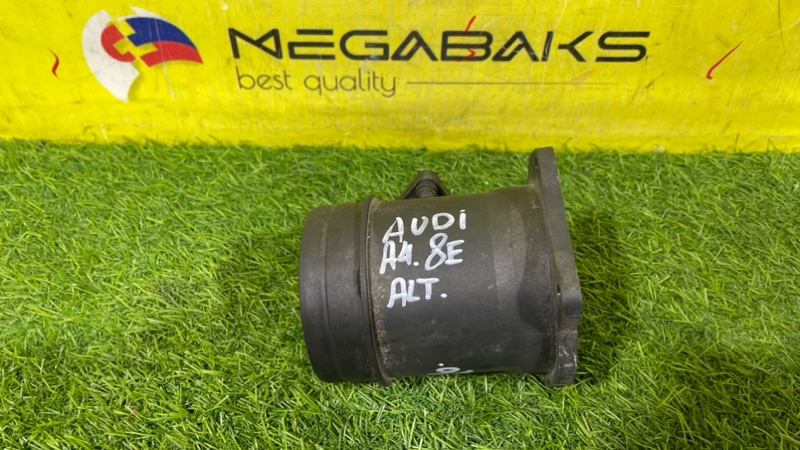 MEGABAKS
best quality
AUDi
A4. 8E
ALT.